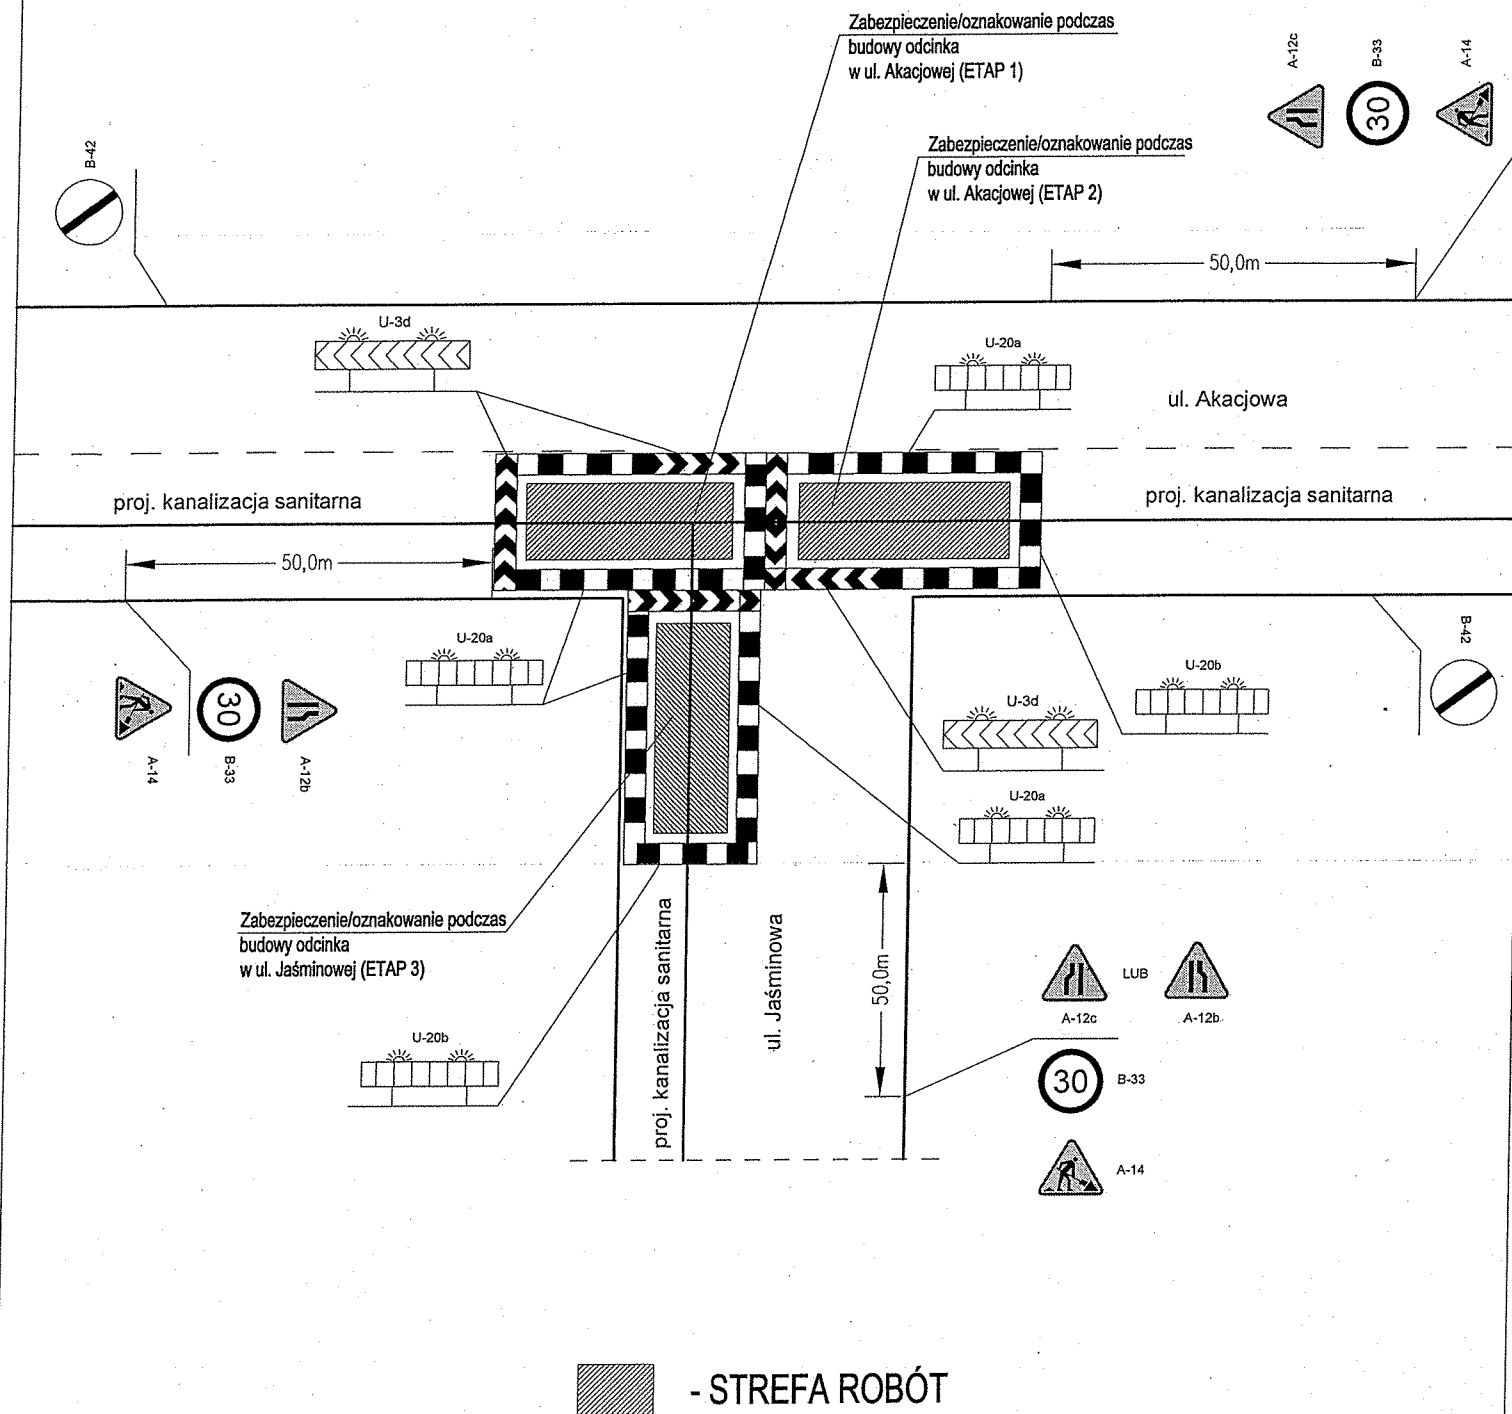 Zabezpieczenie/oznakowanie podczas
budowy odcinka
w ul. Akacjowej (ETAP 1)
A-12c
B-33
A-14
30
Zabezpieczenie/oznakowanie podczas
budowy odcinka
w ul. Akacjowej (ETAP 2)
B-42
50,0m
U-3d
U-20a
ul. Akacjowa
proj. kanalizacja sanitarna
proj. kanalizacja sanitarna
50,0m
U-20a
30
A-14
B-33
A-12b
U-3d
U-20b
B-42
U-20a
Zabezpieczenie/oznakowanie podczas
budowy odcinka
w ul. Jaśminowej (ETAP 3)
proj. kanalizacja sanitarna
ul. Jaśminowa
50,0m
LUB
A-12c
A-12b
U-20b
30
B-33
A-14
- STREFA ROBÓT